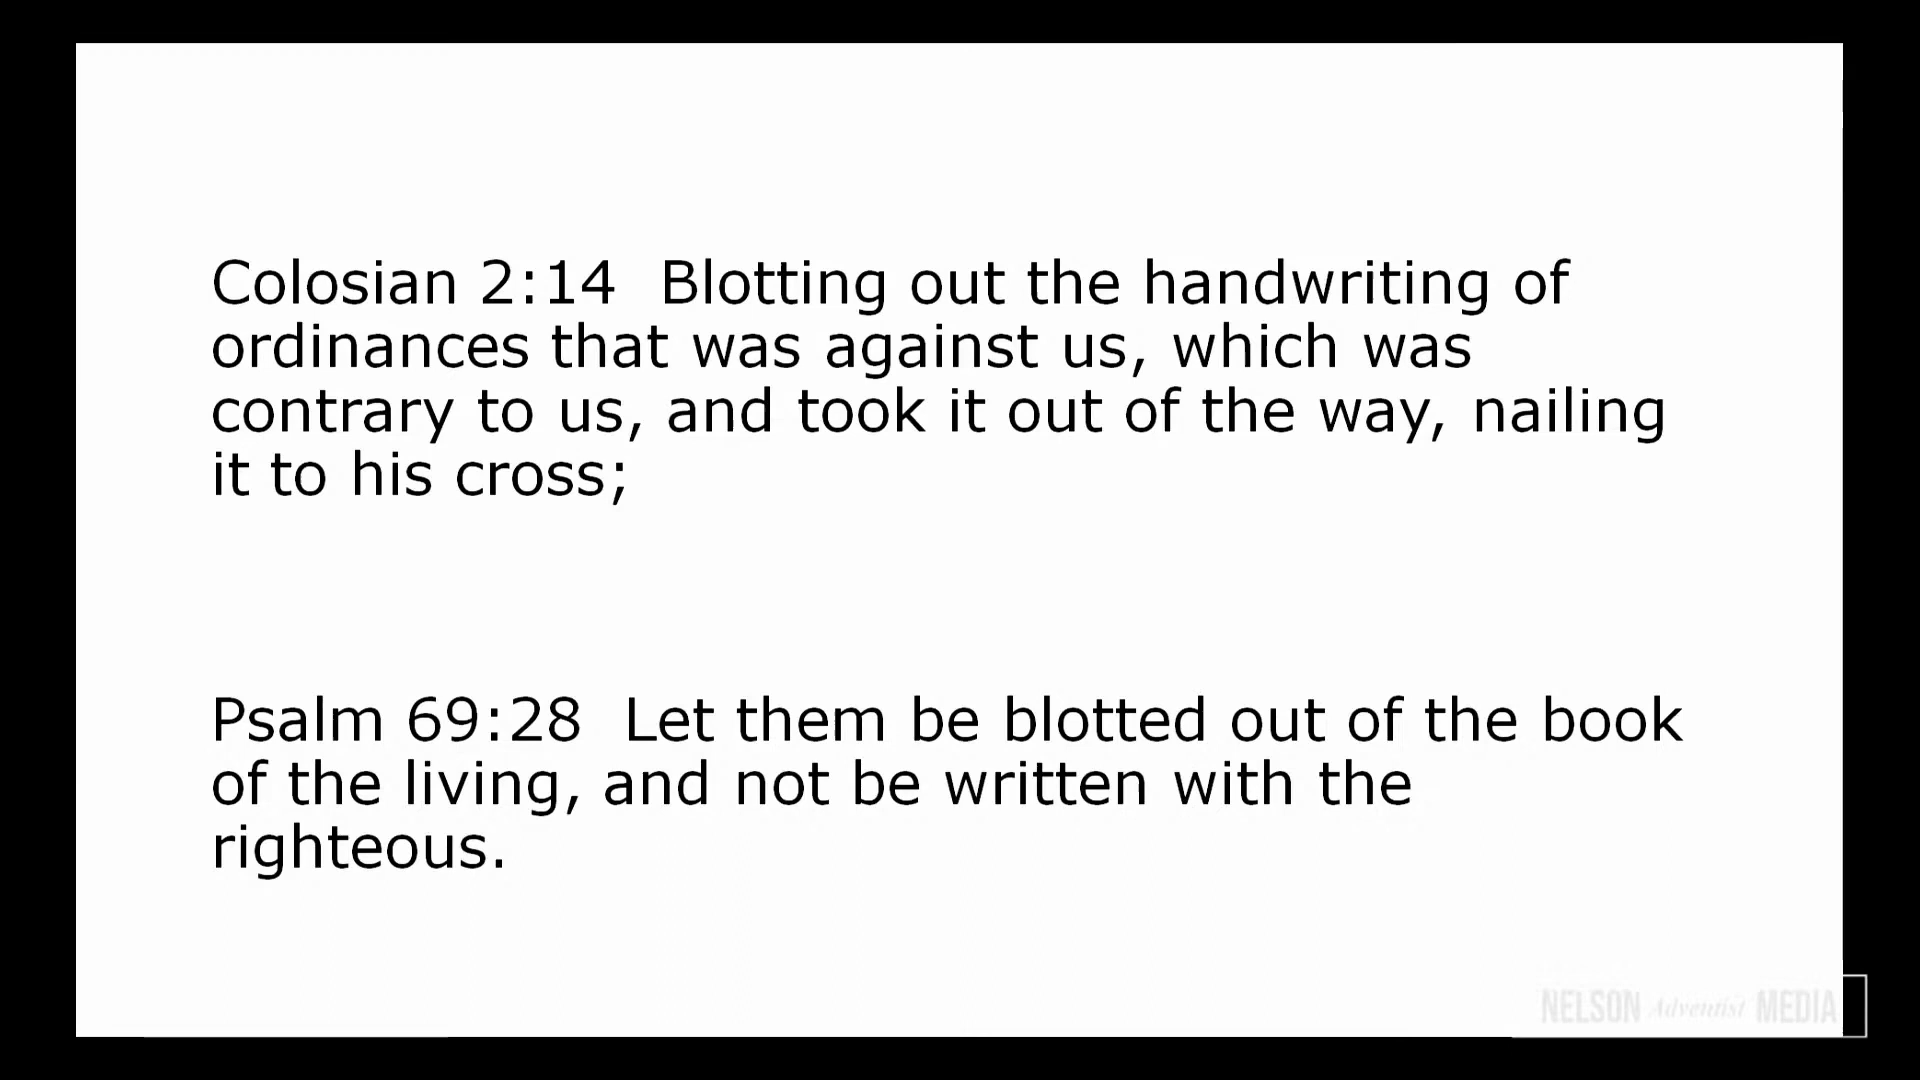 Colosian 2:14  Blotting out the handwriting of
ordinances that was against us, which was
contrary to us, and took it out of the way, nailing
it to his cross;
Psalm 69:28  Let them be blotted out of the book
of the living, and not be written with the
righteous.
NELSON Adventist MEDIA